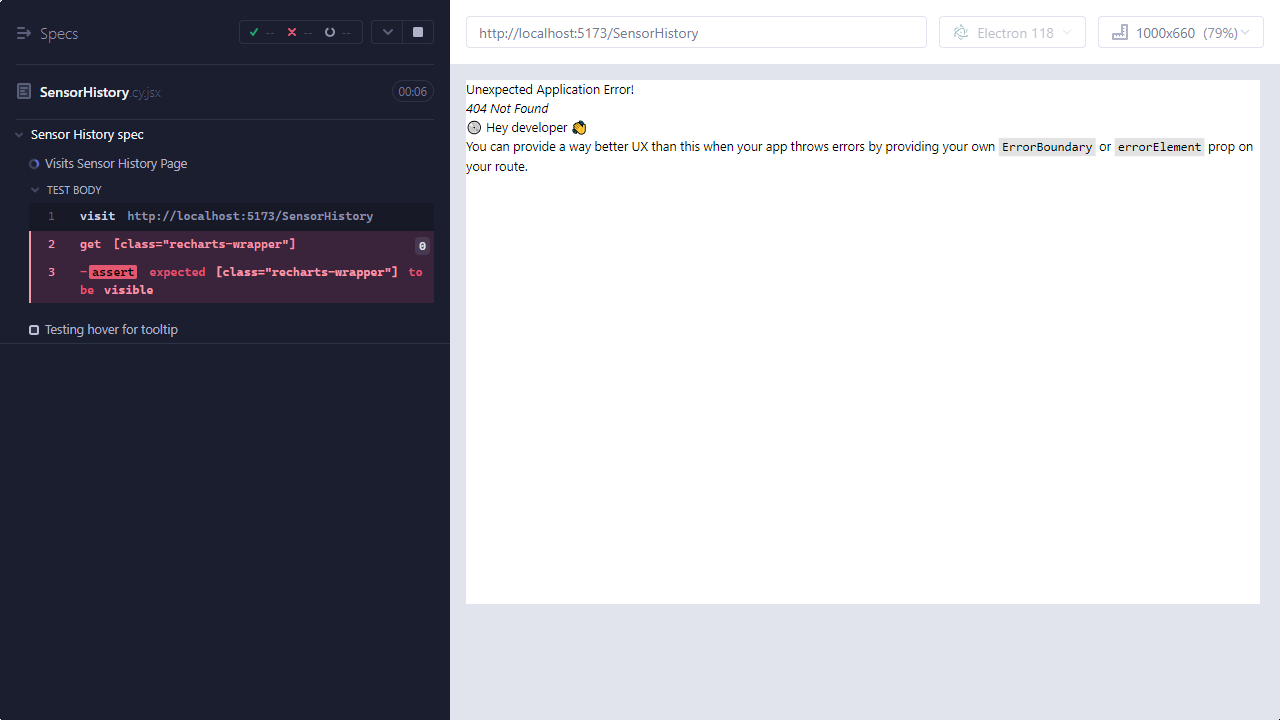 Specs
--
--
--
SensorHistory.cy.jsx
00:06
Sensor History spec
Visits Sensor History Page
TEST BODY
1 visit http://localhost:5173/SensorHistory
2 get [class="recharts-wrapper"] 0
3 -assert expected [class="recharts-wrapper"] to
be visible
Testing hover for tooltip
http://localhost:5173/SensorHistory
Electron 118
1000x660 (79%)
Unexpected Application Error!
404 Not Found
💿 Hey developer 👋
You can provide a way better UX than this when your app throws errors by providing your own ErrorBoundary or errorElement prop on
your route.